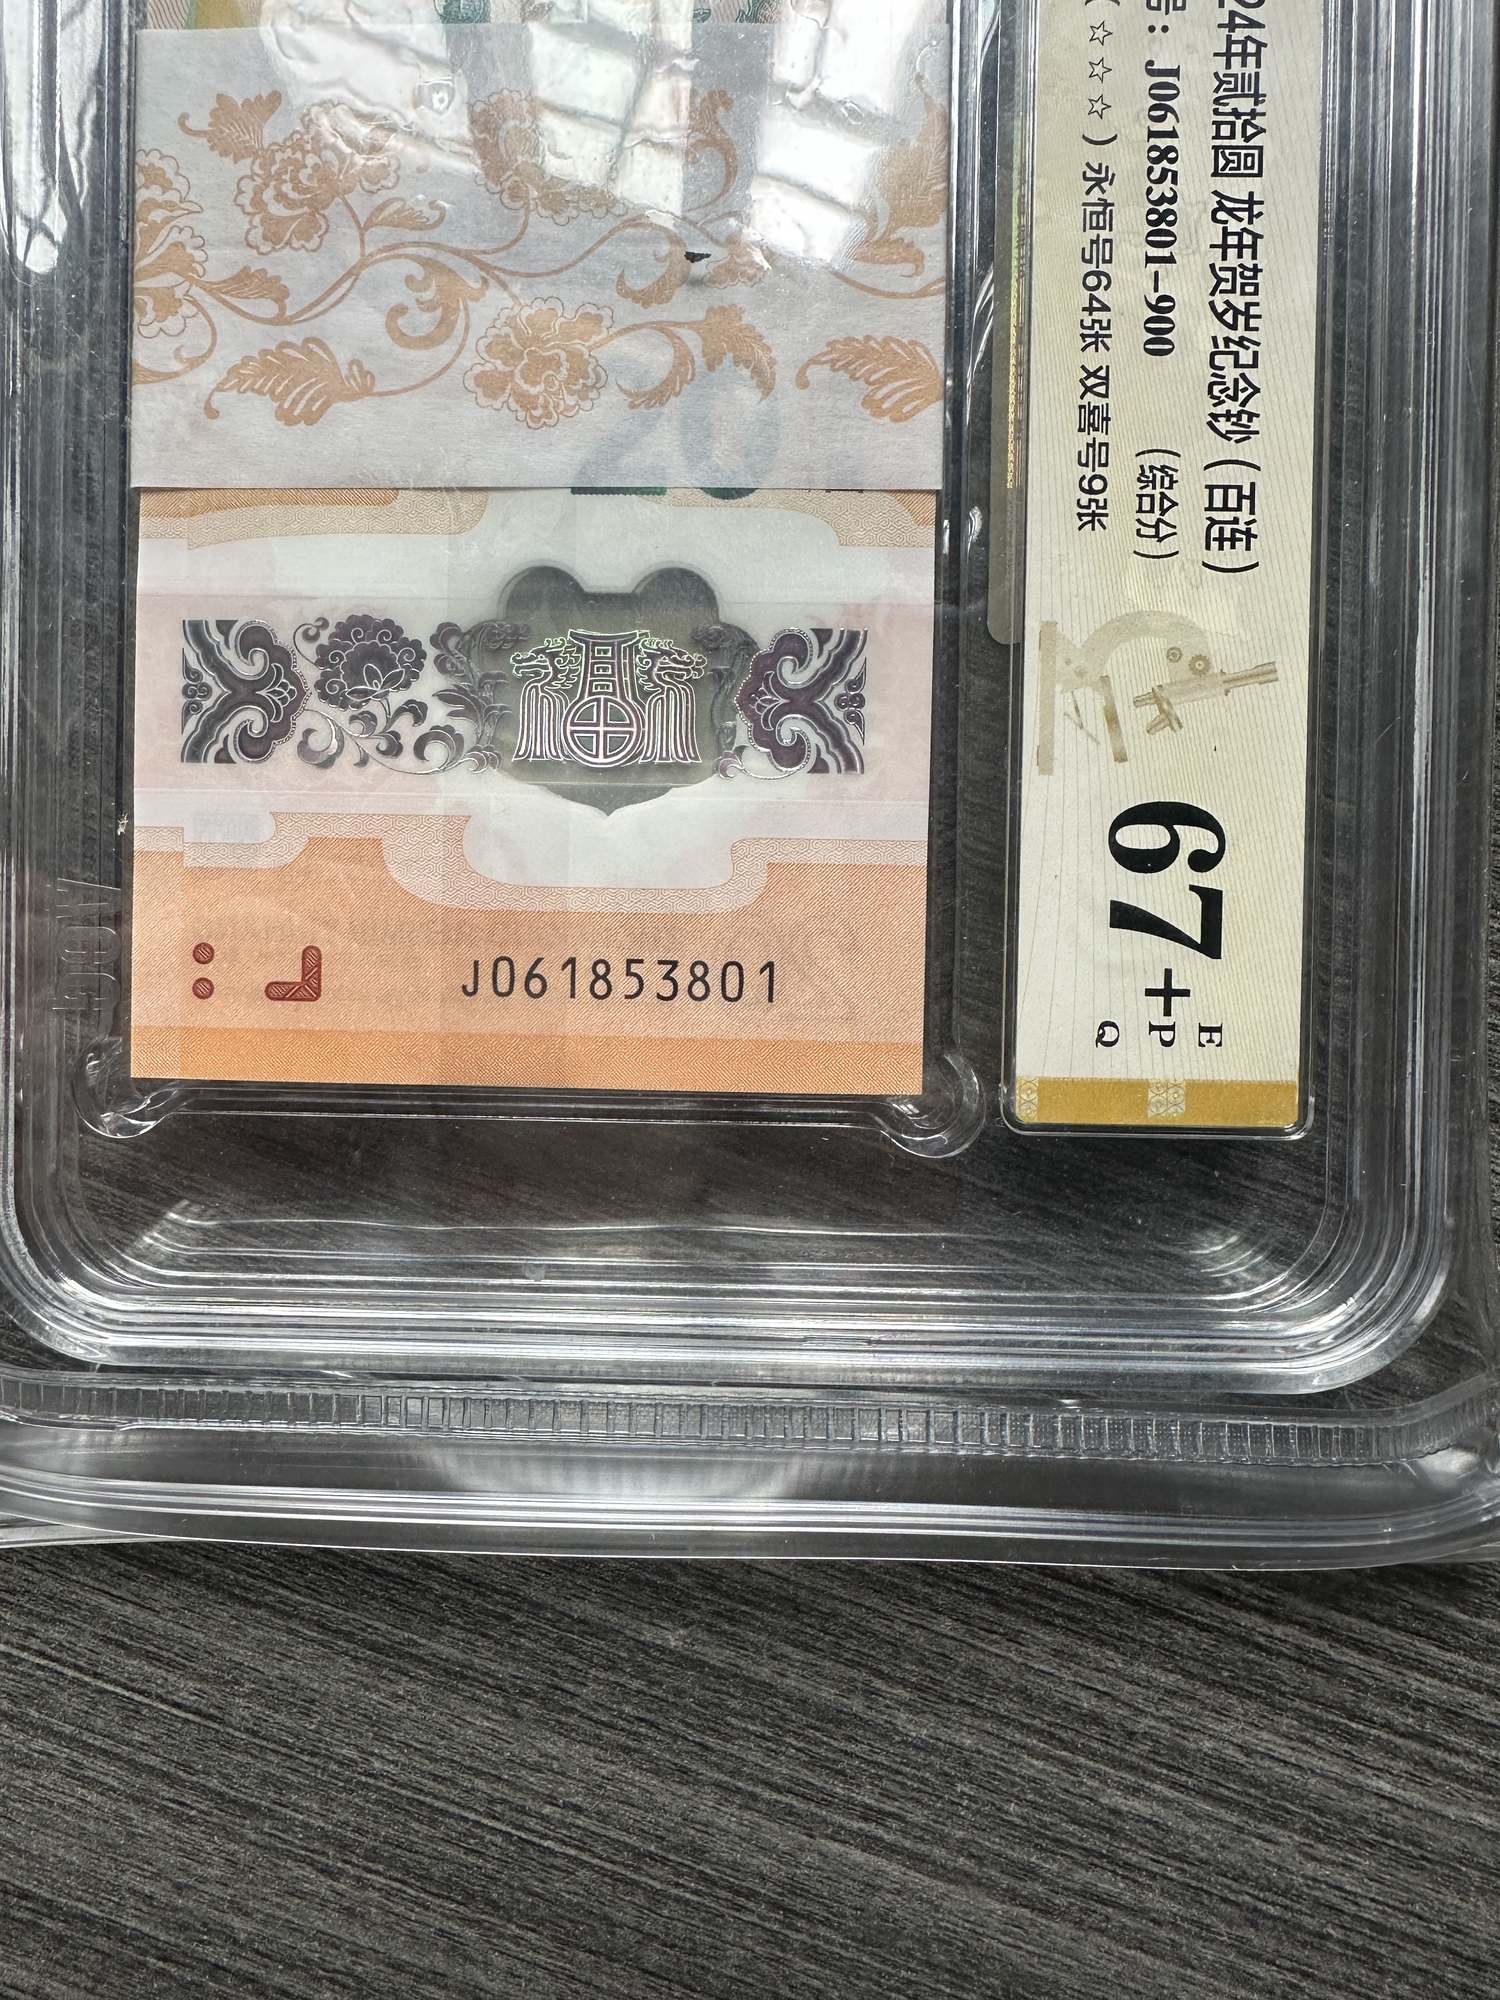 24年贰拾圆 龙年贺岁纪念钞（百连）
号: J061853801-900 （综合分）
（☆☆☆）永恒号64张 双喜号9张
67+
E
P
Q
20
J061853801